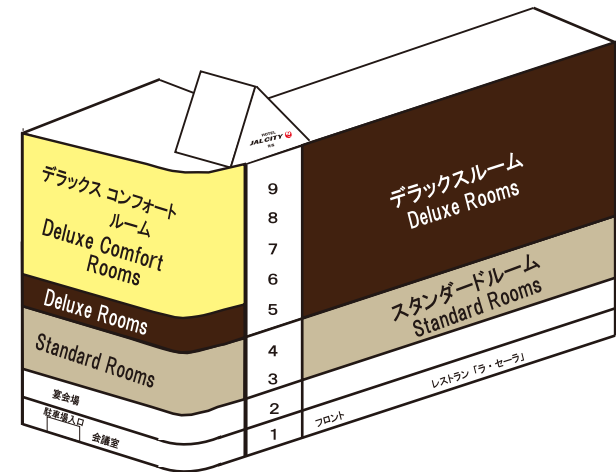 HOTEL
JAL CITY
デラックス コンフォート
ルーム
Deluxe Comfort
Rooms
Deluxe Rooms
Standard Rooms
宴会場
駐車場入口
会議室
9
8
7
6
5
4
3
2
1
デラックスルーム
Deluxe Rooms
スタンダードルーム
Standard Rooms
レストラン「ラ・セーラ」
フロント